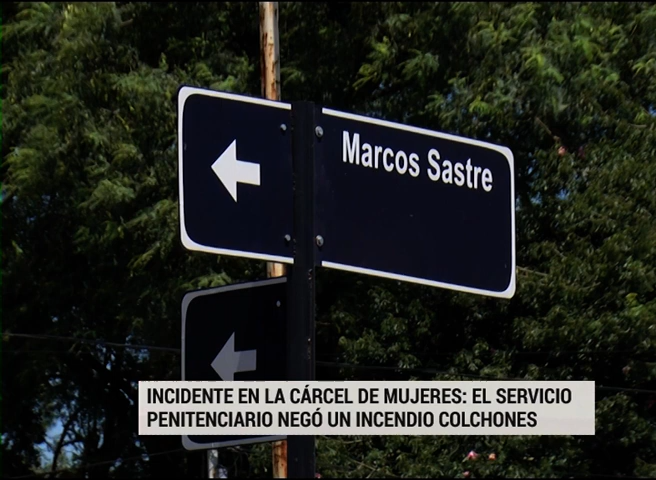 Marcos Sastre
INCIDENTE EN LA CÁRCEL DE MUJERES: EL SERVICIO
PENITENCIARIO NEGÓ UN INCENDIO COLCHONES